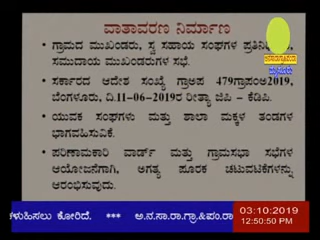 ವಾತಾವರಣ ನಿರ್ಮಾಣ
• ಗ್ರಾಮದ ಮುಖಂಡರು, ಸ್ವ ಸಹಾಯ ಸಂಘಗಳ
ಸಮುದಾಯ ಮುಖಂಡರುಗಳ ಸಭೆ.
• ಸರ್ಕಾರದ ಆದೇಶ ಸಂಖ್ಯೆ ಗ್ರಾಅಪ 479ಗ್ರಾಪಂಅ2019,
ಬೆಂಗಳೂರು, ದಿ.11-06-2019ರ ರೀತ್ಯಾ ಜಿಪಿ - ಕೆಡಿಪಿ.
• ಯುವಕ ಸಂಘಗಳು ಮತ್ತು ಶಾಲಾ ಮಕ್ಕಳ ತಂಡಗಳ
ಭಾಗವಹಿಸುವಿಕೆ.
• ಪರಿಣಾಮಕಾರಿ ವಾರ್ಡ್ ಮತ್ತು ಗ್ರಾಮಸಭಾ ಸಭೆಗಳ
ಆಯೋಜನೆಗಾಗಿ, ಅಗತ್ಯ ಪೂರಕ ಚಟುವಟಿಕೆಗಳನ್ನು
ಆರಂಭಿಸುವುದು.
ಕಳುಹಿಸಲು ಕೋರಿದೆ. *** ಅ.ನ.ಸಾ.ರಾ.ಗ್ರಾ.&ಪಂ.ರಾ
03:10:2019
12:50:50 PM